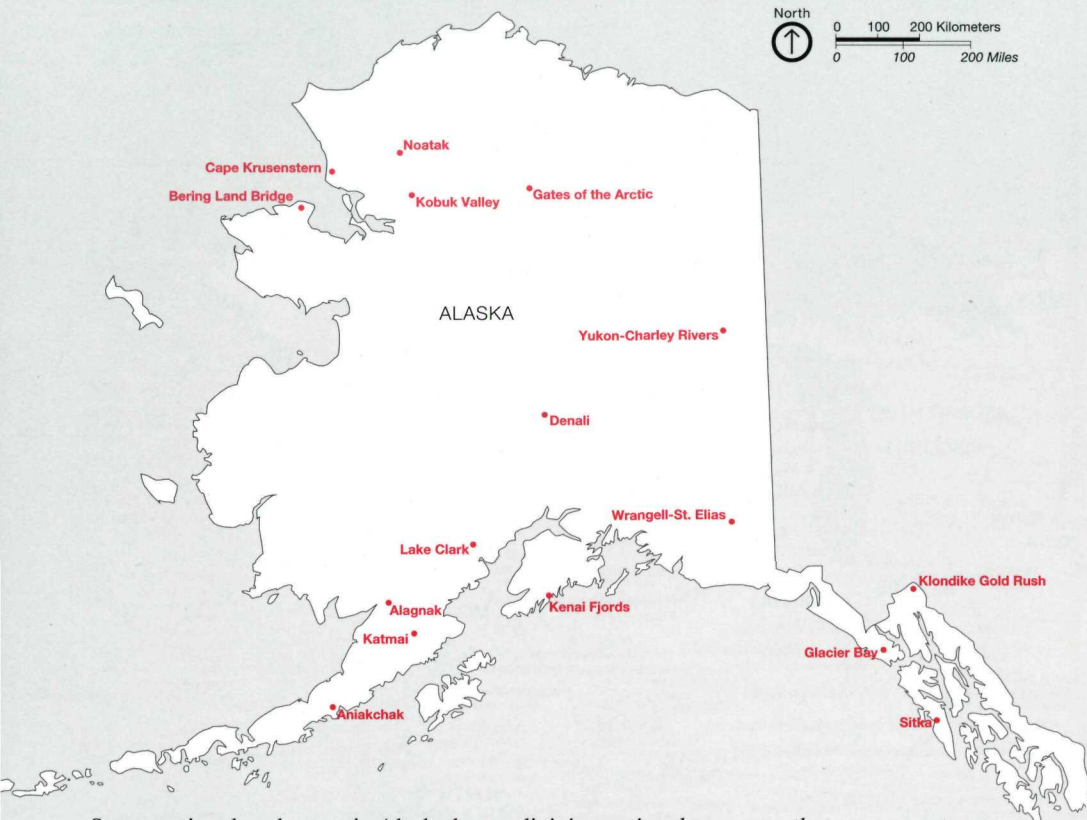 North
0 100 200 Kilometers
0 100 200 Miles
Noatak
Cape Krusenstern
Bering Land Bridge
Kobuk Valley
Gates of the Arctic
ALASKA
Yukon-Charley Rivers
Denali
Wrangell-St. Elias
Lake Clark
Klondike Gold Rush
Alagnak
Kenai Fjords
Katmai
Glacier Bay
Aniakchak
Sitka